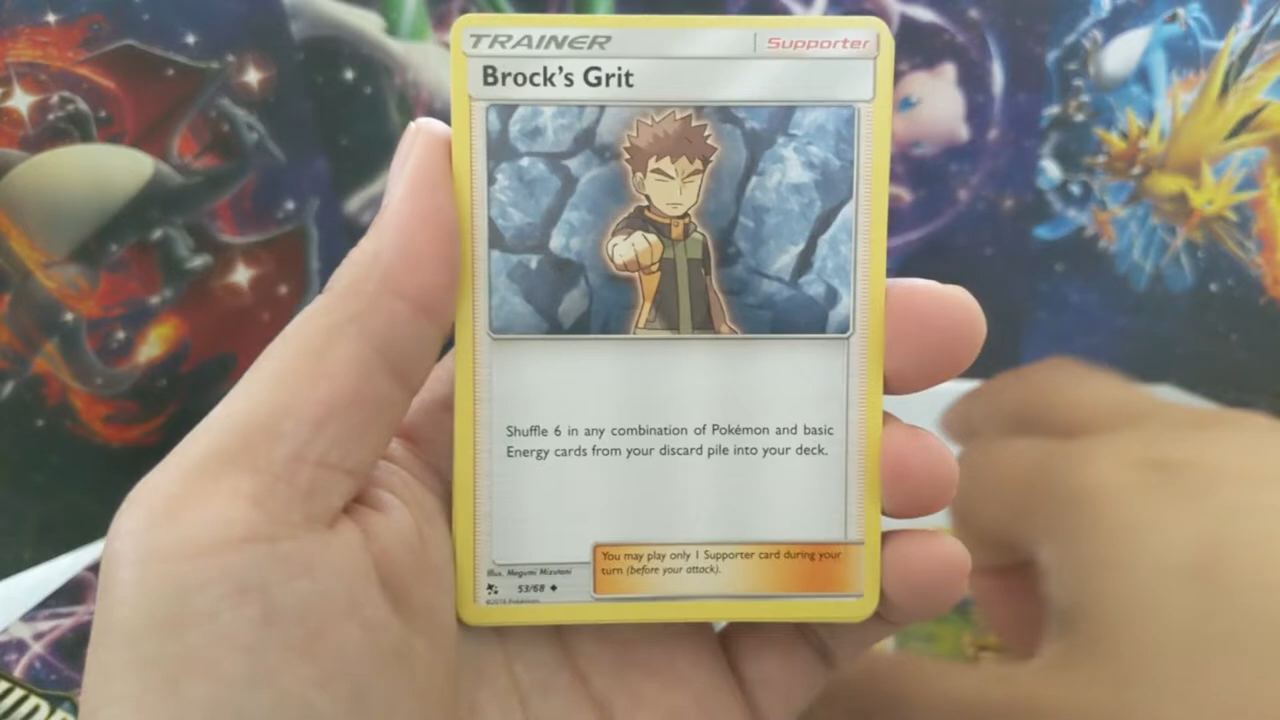 TRAINER
Supporter
Brock's Grit
Shuffle 6 in any combination of Pokémon and basic
Energy cards from your discard pile into your deck.
You may play only 1 Supporter card during your
turn (before your attack).
Illus. Megumi Mizutani
53/68
©2019 Pokémon